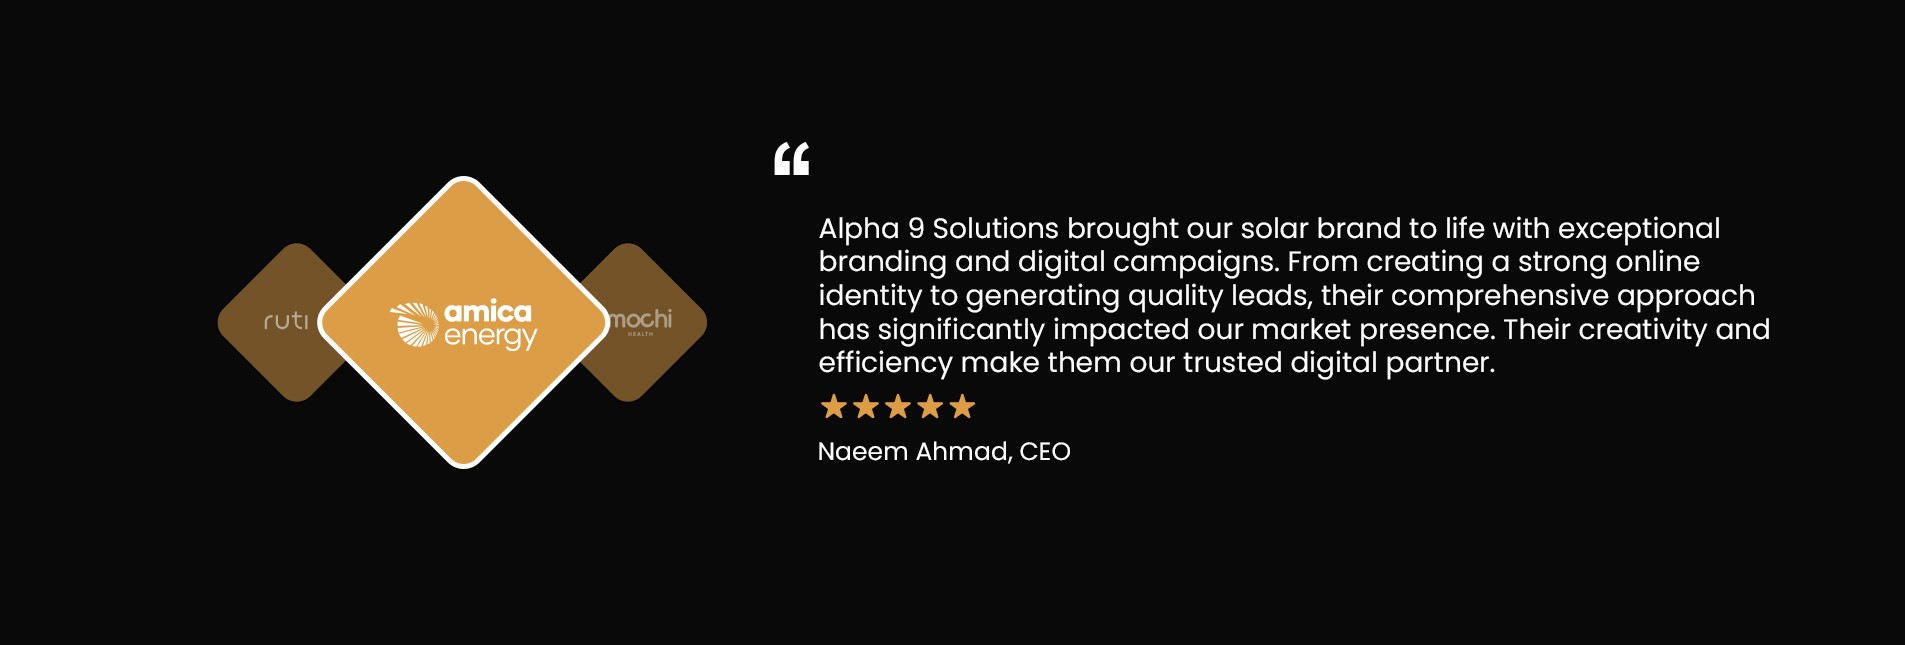 ruti
amica
energy
mochi
HEALTH
“
Alpha 9 Solutions brought our solar brand to life with exceptional
branding and digital campaigns. From creating a strong online
identity to generating quality leads, their comprehensive approach
has significantly impacted our market presence. Their creativity and
efficiency make them our trusted digital partner.
Naeem Ahmad, CEO